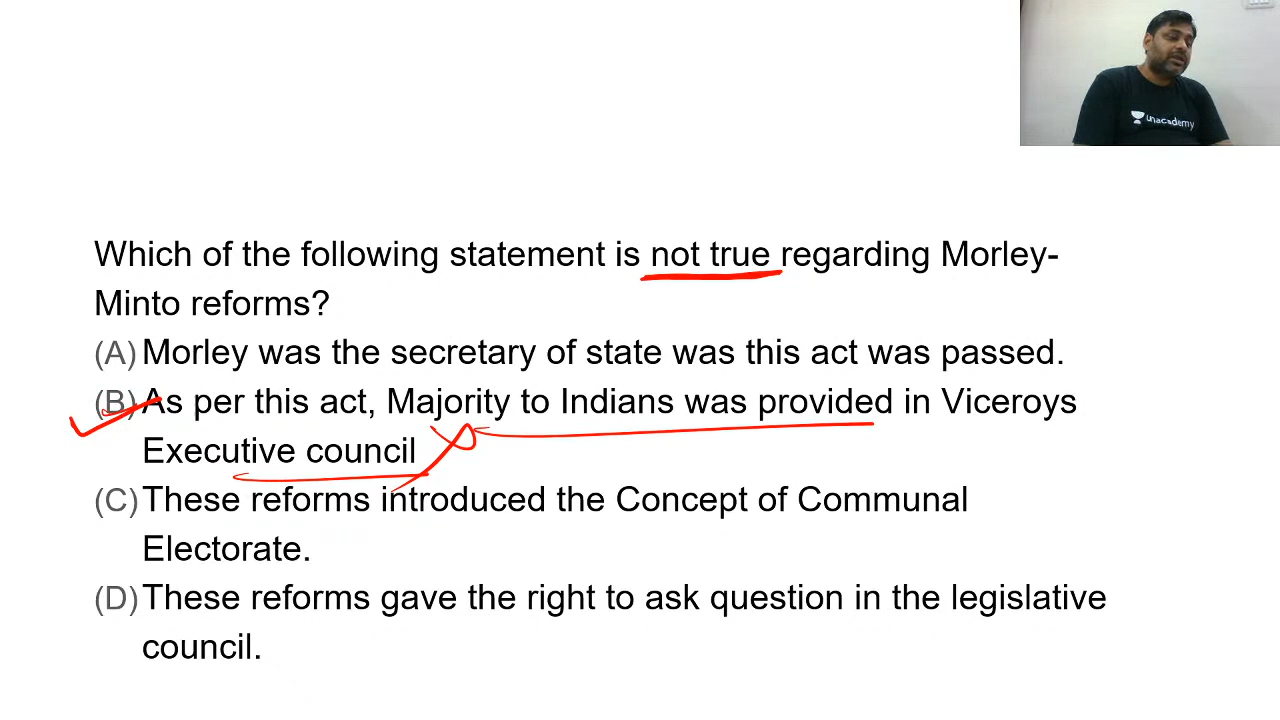 unacademy
Which of the following statement is not true regarding Morley-
Minto reforms?
(A) Morley was the secretary of state was this act was passed.
(B) As per this act, Majority to Indians was provided in Viceroys
Executive council
(C) These reforms introduced the Concept of Communal
Electorate.
(D) These reforms gave the right to ask question in the legislative
council.